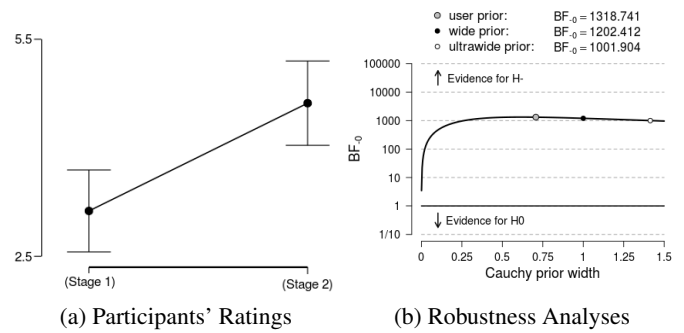 5.5
2.5
(Stage 1)
(Stage 2)
(a) Participants' Ratings
user prior: BF-0 = 1318.741
wide prior: BF-0 = 1202.412
ultrawide prior: BF-0 = 1001.904
100000
10000
1000
100
10
1
1/10
BF-0
Evidence for H-
Evidence for H0
0 0.25 0.5 0.75 1 1.25 1.5
Cauchy prior width
(b) Robustness Analyses